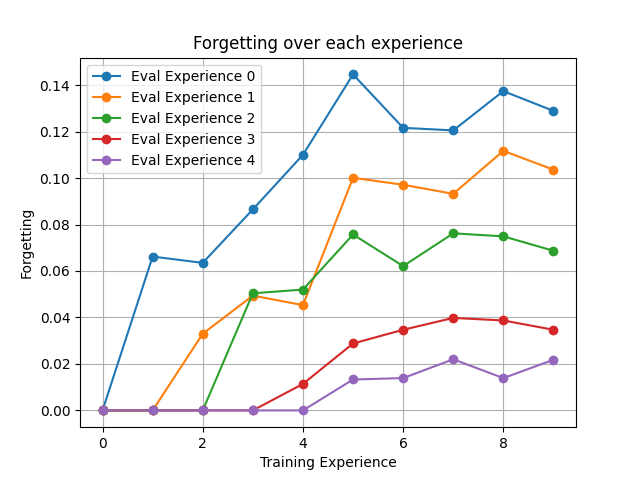 Forgetting over each experience
Eval Experience 0
Eval Experience 1
Eval Experience 2
Eval Experience 3
Eval Experience 4
0.14
0.12
0.10
0.08
0.06
0.04
0.02
0.00
Forgetting
0 2 4 6 8
Training Experience